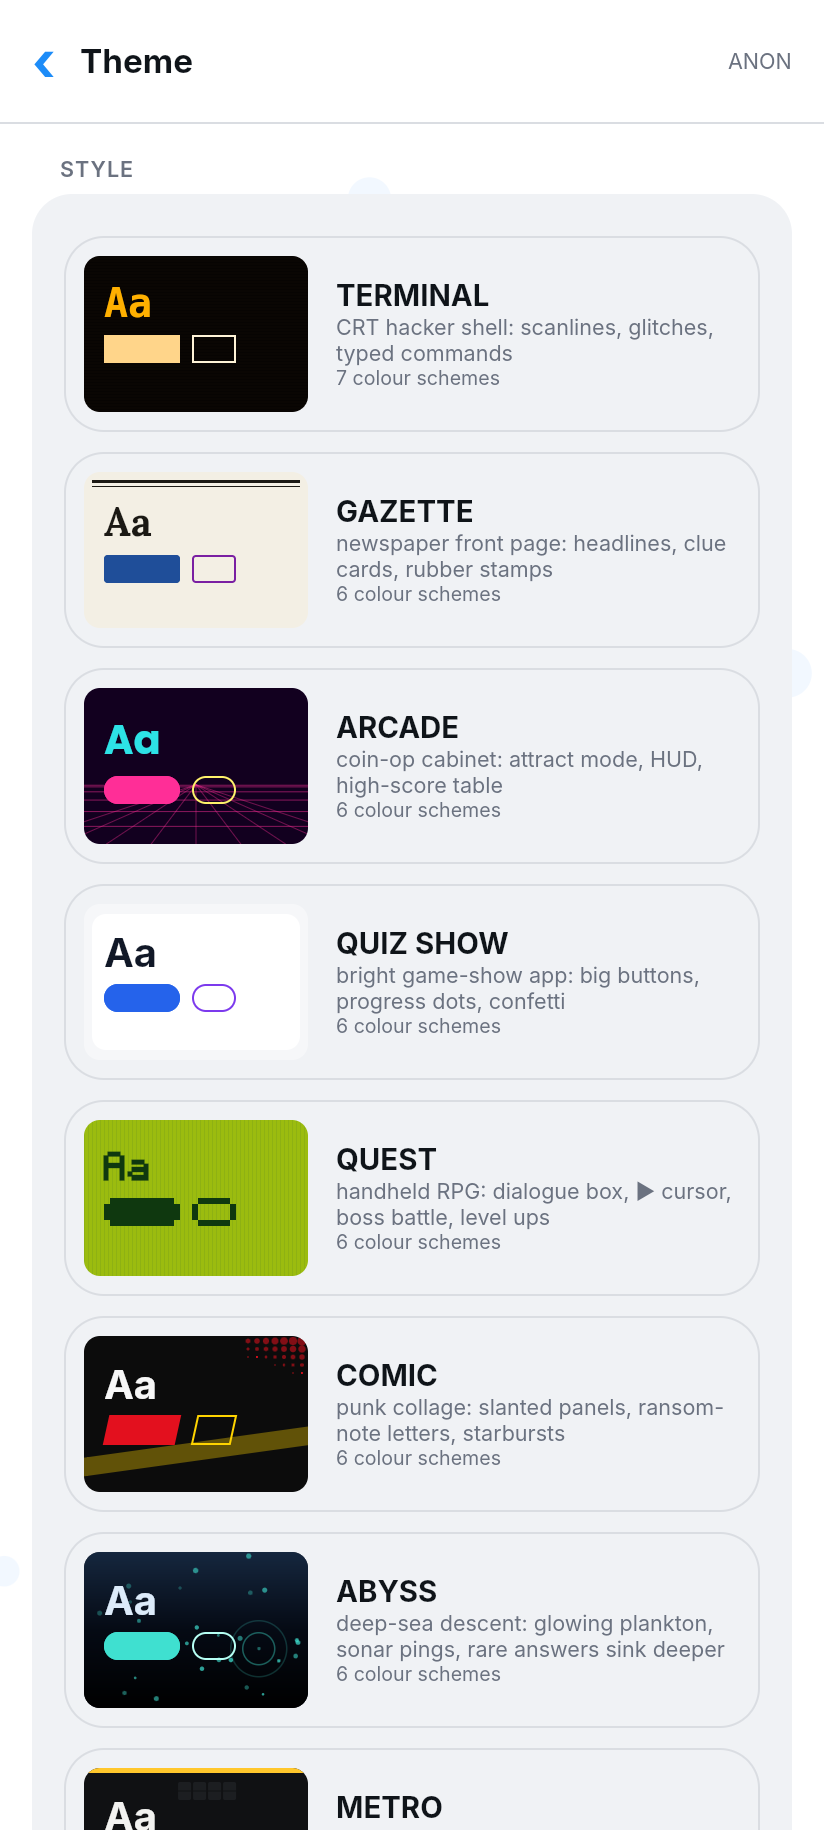 Theme
ANON
STYLE
Aa
TERMINAL
CRT hacker shell: scanlines, glitches,
typed commands
7 colour schemes
Aa
GAZETTE
newspaper front page: headlines, clue
cards, rubber stamps
6 colour schemes
Aa
ARCADE
coin-op cabinet: attract mode, HUD,
high-score table
6 colour schemes
Aa
QUIZ SHOW
bright game-show app: big buttons,
progress dots, confetti
6 colour schemes
Aa
QUEST
handheld RPG: dialogue box, ▶ cursor,
boss battle, level ups
6 colour schemes
Aa
COMIC
punk collage: slanted panels, ransom-
note letters, starbursts
6 colour schemes
Aa
ABYSS
deep-sea descent: glowing plankton,
sonar pings, rare answers sink deeper
6 colour schemes
Aa
METRO